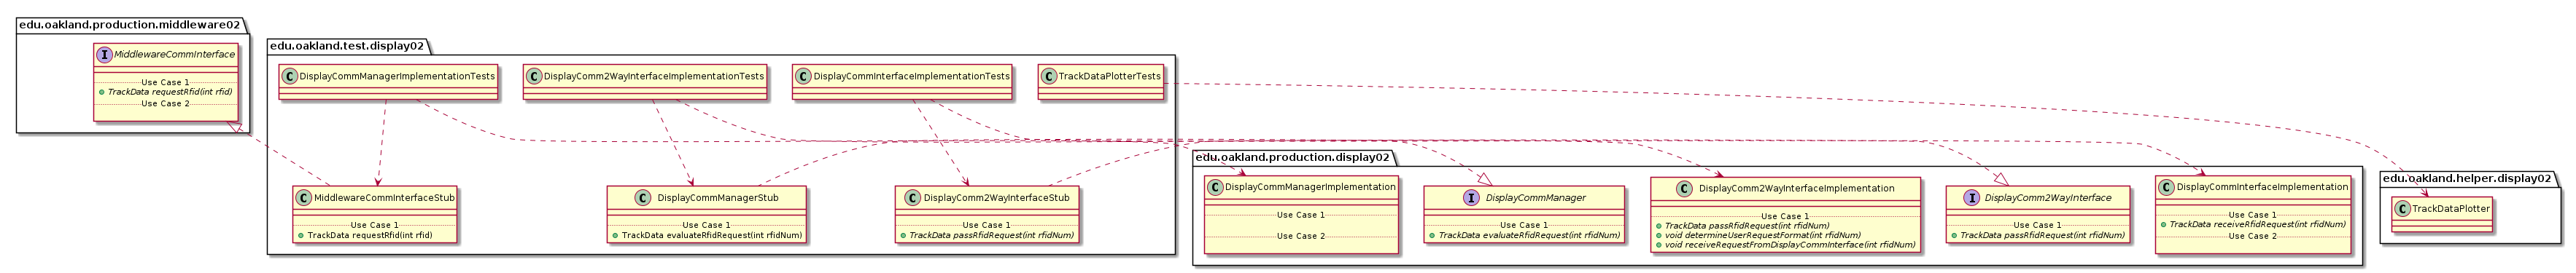 edu.oakland.production.middleware02
I MiddlewareCommInterface
Use Case 1
TrackData requestRfid(int rfid)
Use Case 2
edu.oakland.test.display02
C DisplayCommManagerImplementationTests
C DisplayComm2WayInterfaceImplementationTests
C DisplayCommInterfaceImplementationTests
C TrackDataPlotterTests
C MiddlewareCommInterfaceStub
Use Case 1
TrackData requestRfid(int rfid)
C DisplayCommManagerStub
Use Case 1
TrackData evaluateRfidRequest(int rfidNum)
C DisplayComm2WayInterfaceStub
Use Case 1
TrackData passRfidRequest(int rfidNum)
edu.oakland.production.display02
C DisplayCommManagerImplementation
Use Case 1
Use Case 2
I DisplayCommManager
Use Case 1
TrackData evaluateRfidRequest(int rfidNum)
C DisplayComm2WayInterfaceImplementation
Use Case 1
TrackData passRfidRequest(int rfidNum)
void determineUserRequestFormat(int rfidNum)
void receiveRequestFromDisplayCommInterface(int rfidNum)
I DisplayComm2WayInterface
Use Case 1
TrackData passRfidRequest(int rfidNum)
C DisplayCommInterfaceImplementation
Use Case 1
TrackData receiveRfidRequest(int rfidNum)
Use Case 2
edu.oakland.helper.display02
C TrackDataPlotter